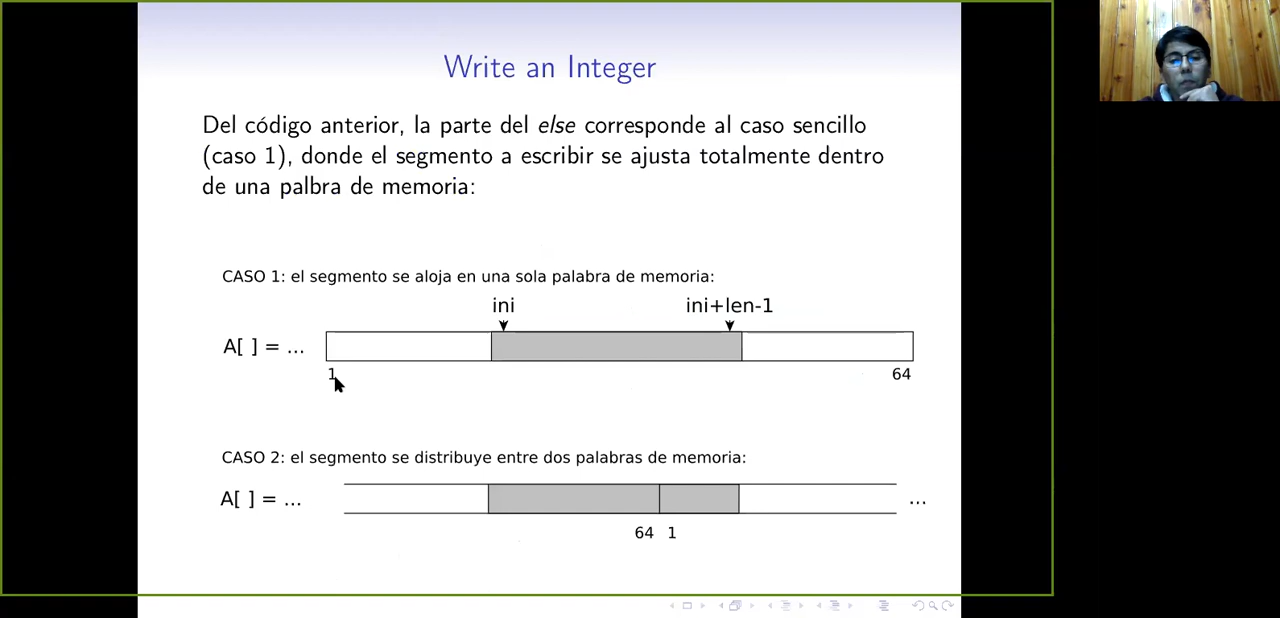 Write an Integer
Del código anterior, la parte del else corresponde al caso sencillo
(caso 1), donde el segmento a escribir se ajusta totalmente dentro
de una palbra de memoria:
CASO 1: el segmento se aloja en una sola palabra de memoria:
ini ini+len-1
A[ ] = ...
1 64
CASO 2: el segmento se distribuye entre dos palabras de memoria:
A[ ] = ... ...
64 1